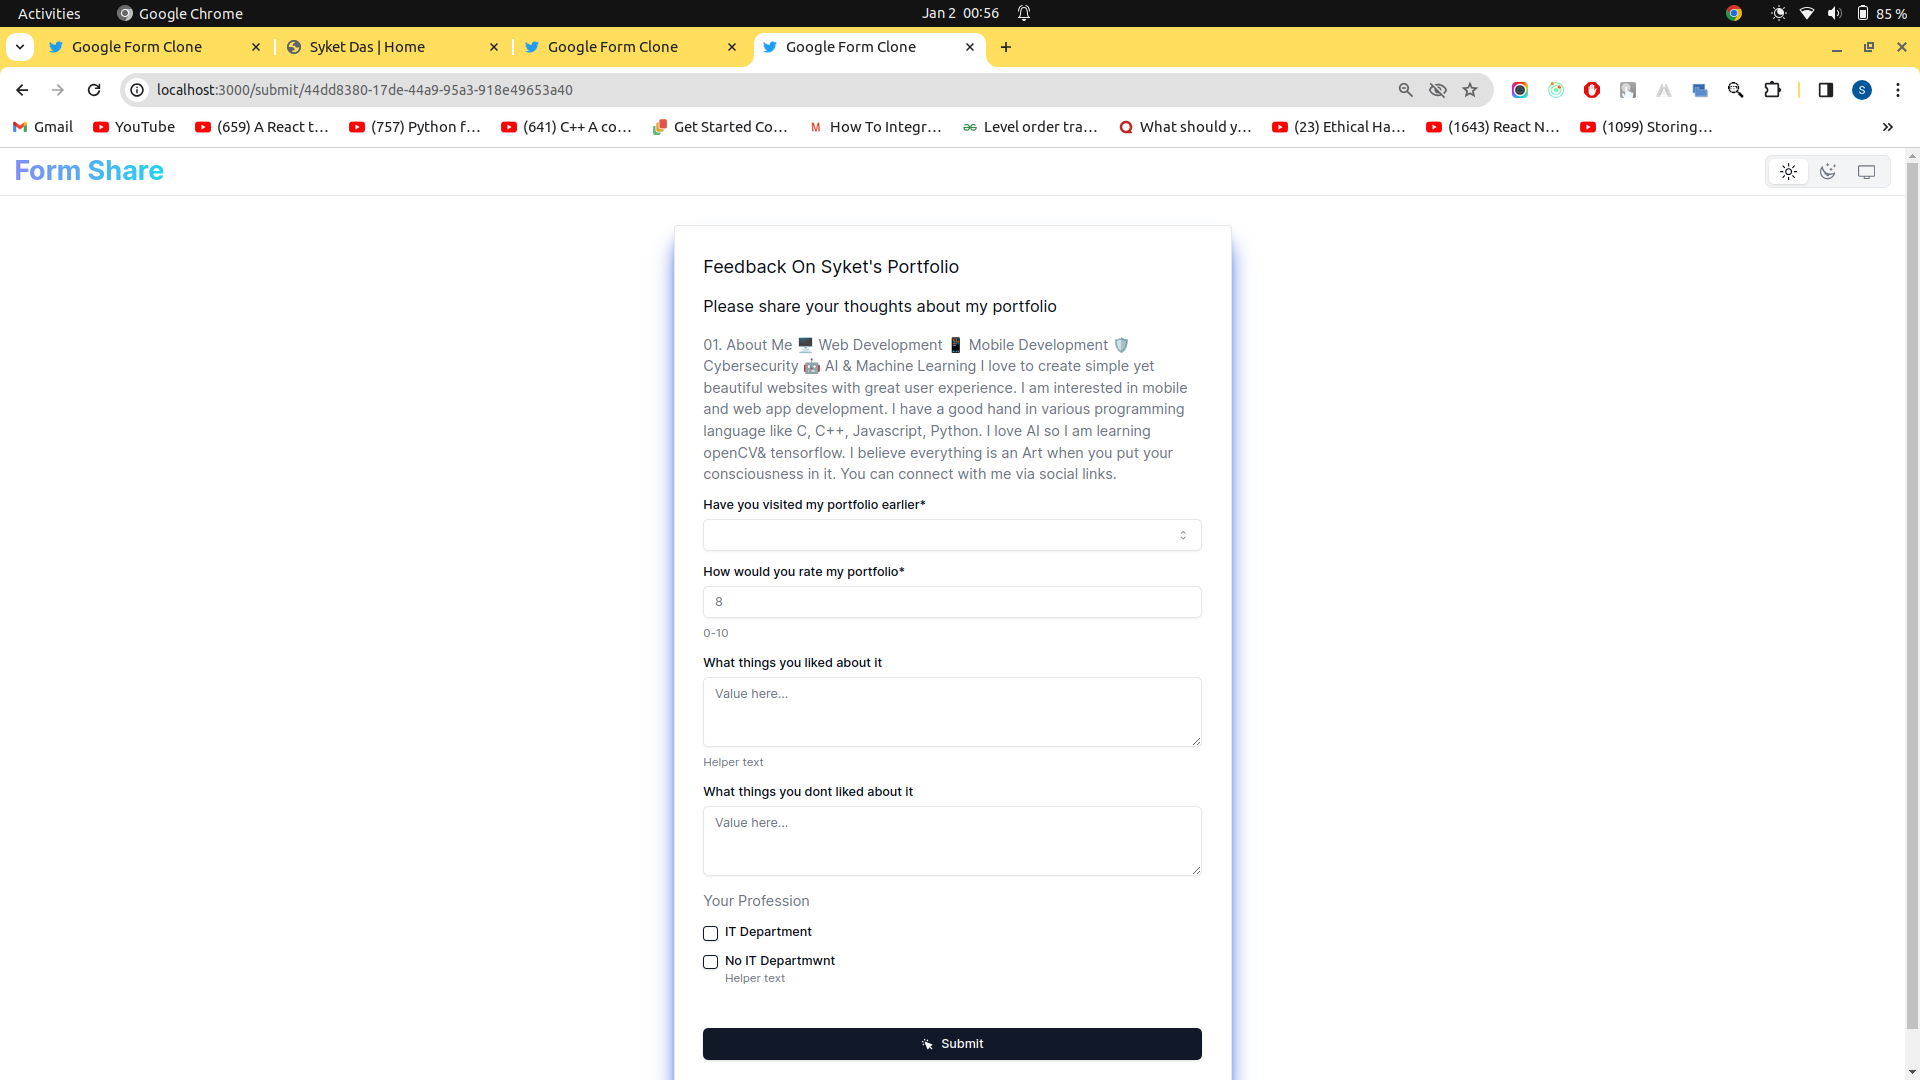 Activities Google Chrome Jan 2 00:56 85 %
Google Form Clone Syket Das | Home Google Form Clone Google Form Clone
localhost:3000/submit/44dd8380-17de-44a9-95a3-918e49653a40 S
Gmail YouTube (659) A React t... (757) Python f... (641) C++ A co... Get Started Co... M How To Integr... Level order tra... What should y... (23) Ethical Ha... (1643) React N... (1099) Storing...
Form Share
Feedback On Syket's Portfolio
Please share your thoughts about my portfolio
01. About Me 🖥️ Web Development 📱 Mobile Development 🛡️
Cybersecurity 🤖 AI & Machine Learning I love to create simple yet
beautiful websites with great user experience. I am interested in mobile
and web app development. I have a good hand in various programming
language like C, C++, Javascript, Python. I love AI so I am learning
openCV& tensorflow. I believe everything is an Art when you put your
consciousness in it. You can connect with me via social links.
Have you visited my portfolio earlier*
How would you rate my portfolio*
8
0-10
What things you liked about it
Value here...
Helper text
What things you dont liked about it
Value here...
Your Profession
IT Department
No IT Departmwnt
Helper text
Submit